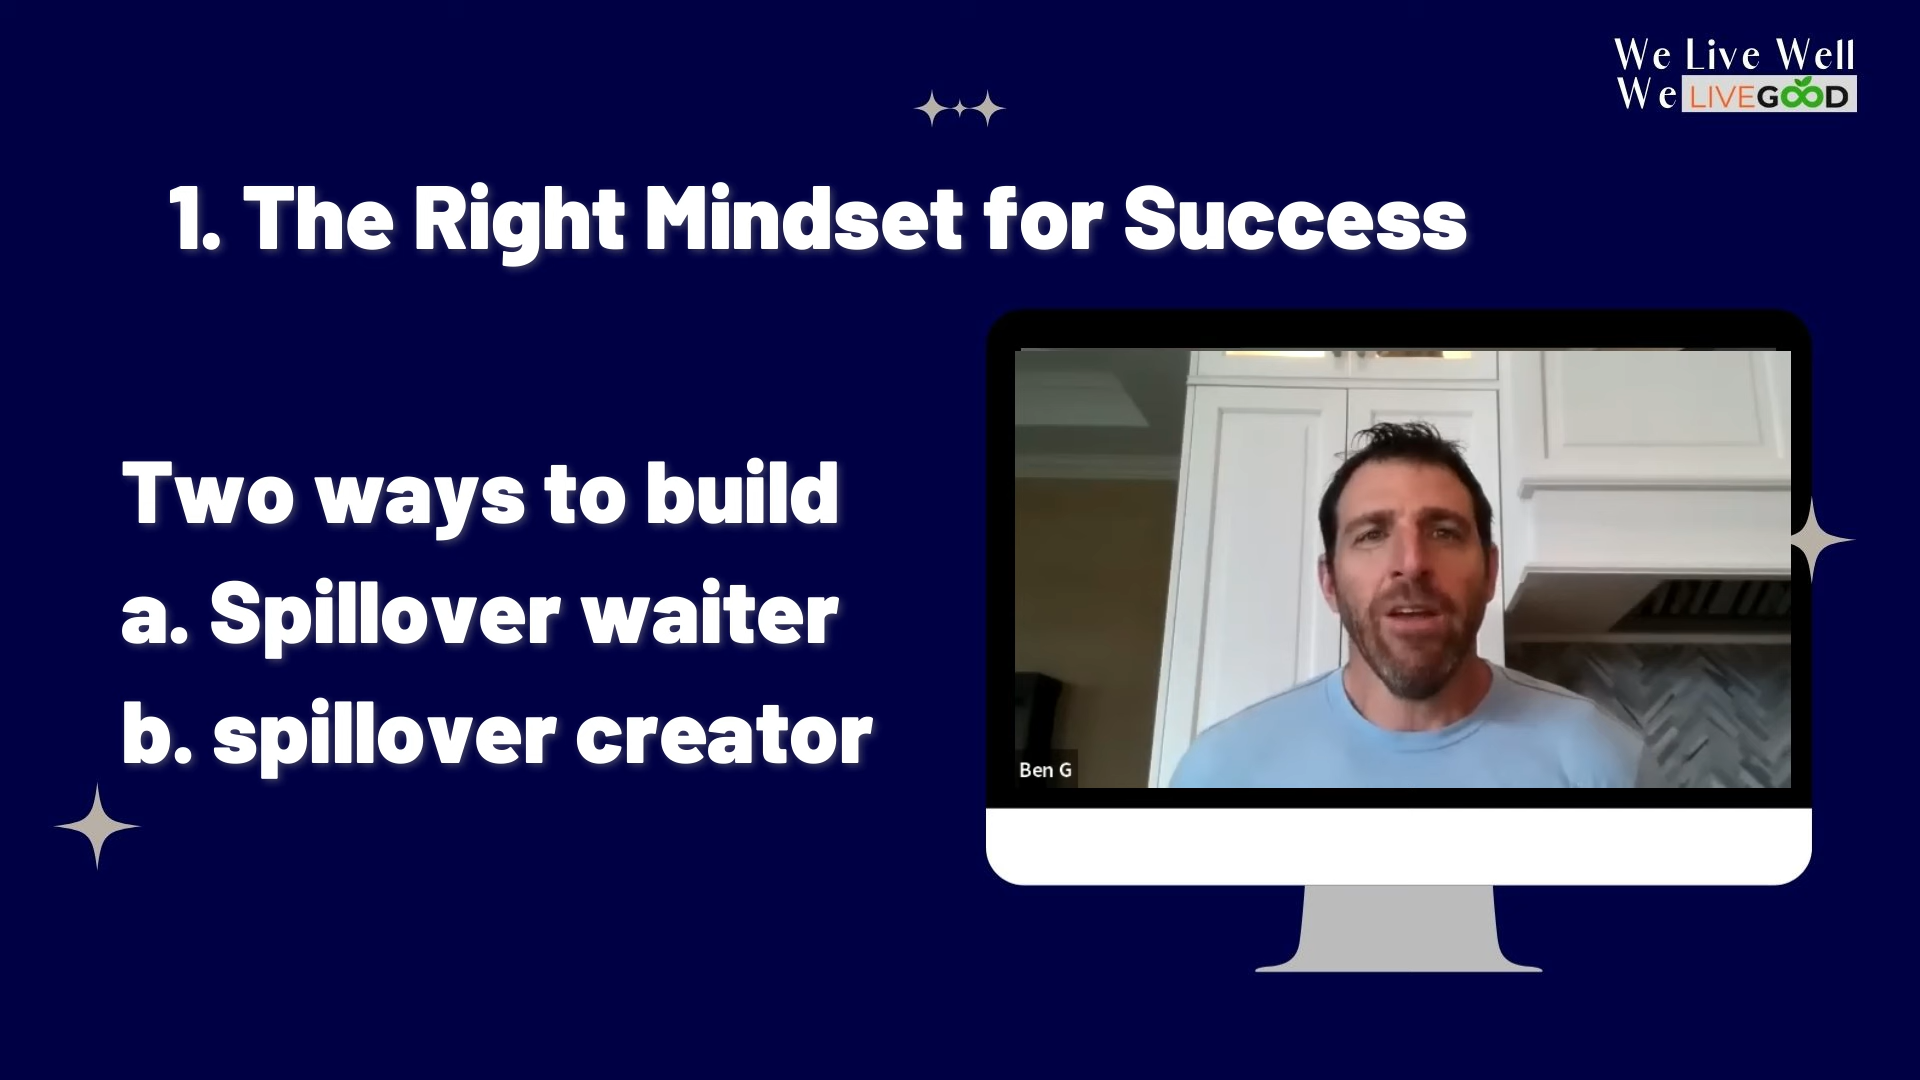 We Live Well
We LIVEGOOD
1. The Right Mindset for Success
Two ways to build
a. Spillover waiter
b. spillover creator
Ben G